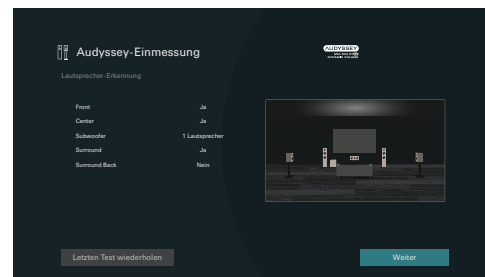 Audyssey-Einmessung
AUDYSSEY
Lautsprecher-Erkennung
Front Ja
Center Ja
Subwoofer 1 Lautsprecher
Surround Ja
Surround Back Nein
Letzten Test wiederholen Weiter